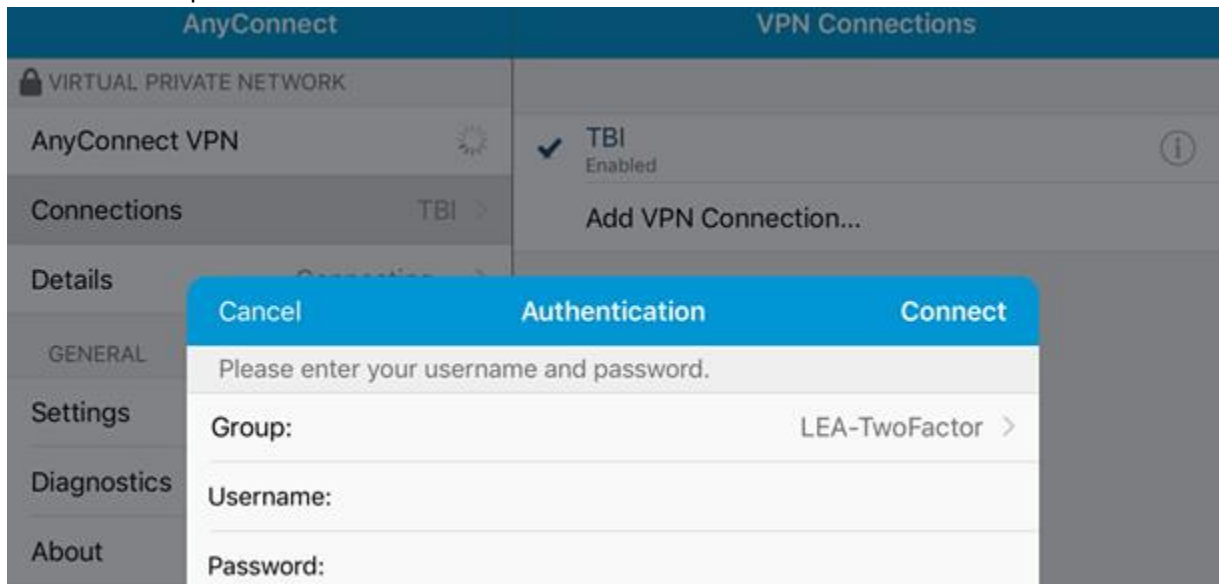 AnyConnect
VPN Connections
VIRTUAL PRIVATE NETWORK
AnyConnect VPN
Connections TBI
Details Connecting
TBI
Enabled
Add VPN Connection...
GENERAL
Settings
Diagnostics
About
Cancel Authentication Connect
Please enter your username and password.
Group: LEA-TwoFactor
Username:
Password: